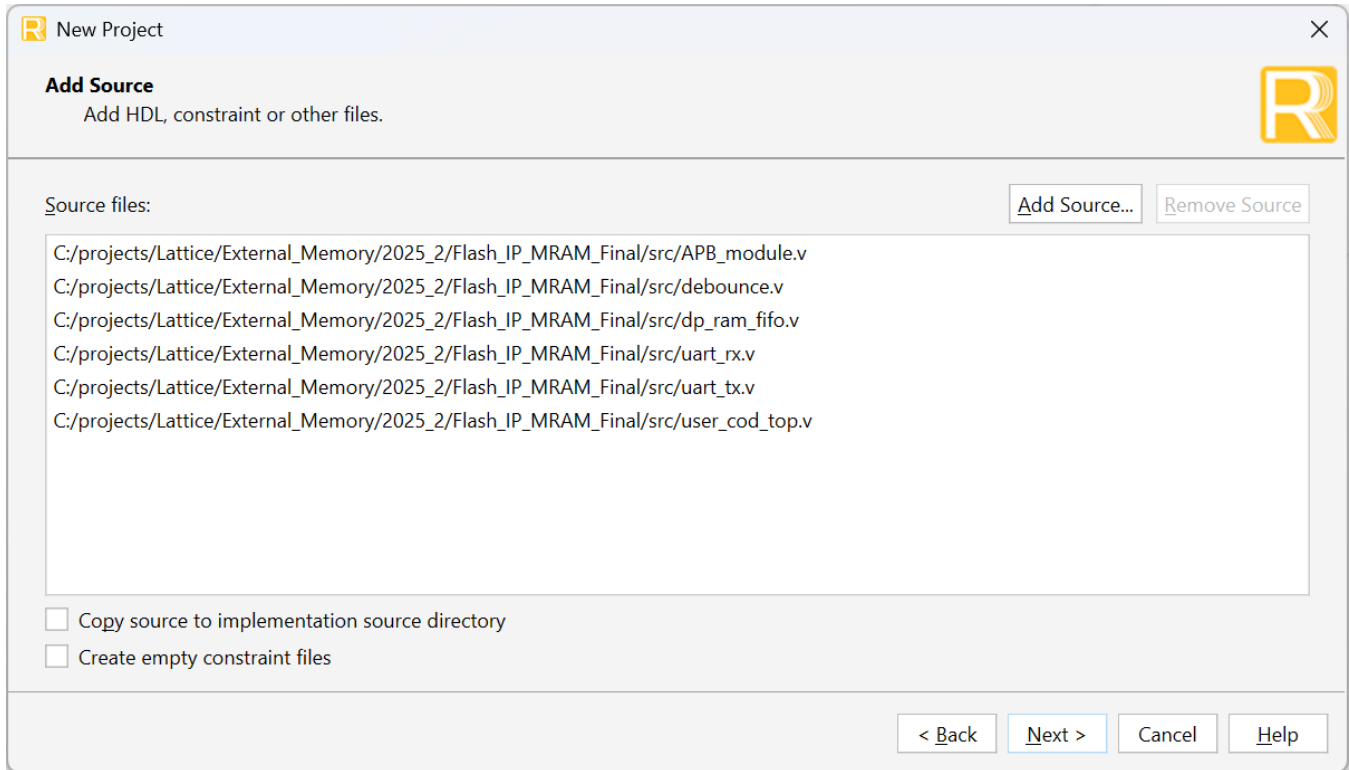 New Project
Add Source
Add HDL, constraint or other files.
R
Source files:
Add Source...
Remove Source
C:/projects/Lattice/External_Memory/2025_2/Flash_IP_MRAM_Final/src/APB_module.v
C:/projects/Lattice/External_Memory/2025_2/Flash_IP_MRAM_Final/src/debounce.v
C:/projects/Lattice/External_Memory/2025_2/Flash_IP_MRAM_Final/src/dp_ram_fifo.v
C:/projects/Lattice/External_Memory/2025_2/Flash_IP_MRAM_Final/src/uart_rx.v
C:/projects/Lattice/External_Memory/2025_2/Flash_IP_MRAM_Final/src/uart_tx.v
C:/projects/Lattice/External_Memory/2025_2/Flash_IP_MRAM_Final/src/user_cod_top.v
Copy source to implementation source directory
Create empty constraint files
< Back
Next >
Cancel
Help